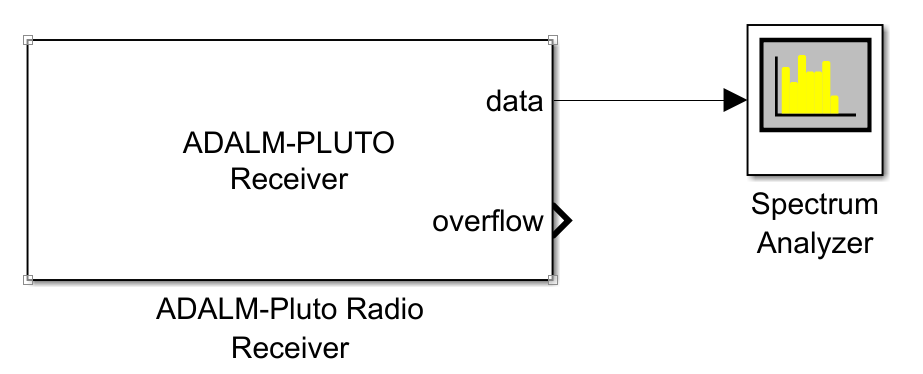 data
ADALM-PLUTO
Receiver
overflow
Spectrum
Analyzer
ADALM-Pluto Radio
Receiver